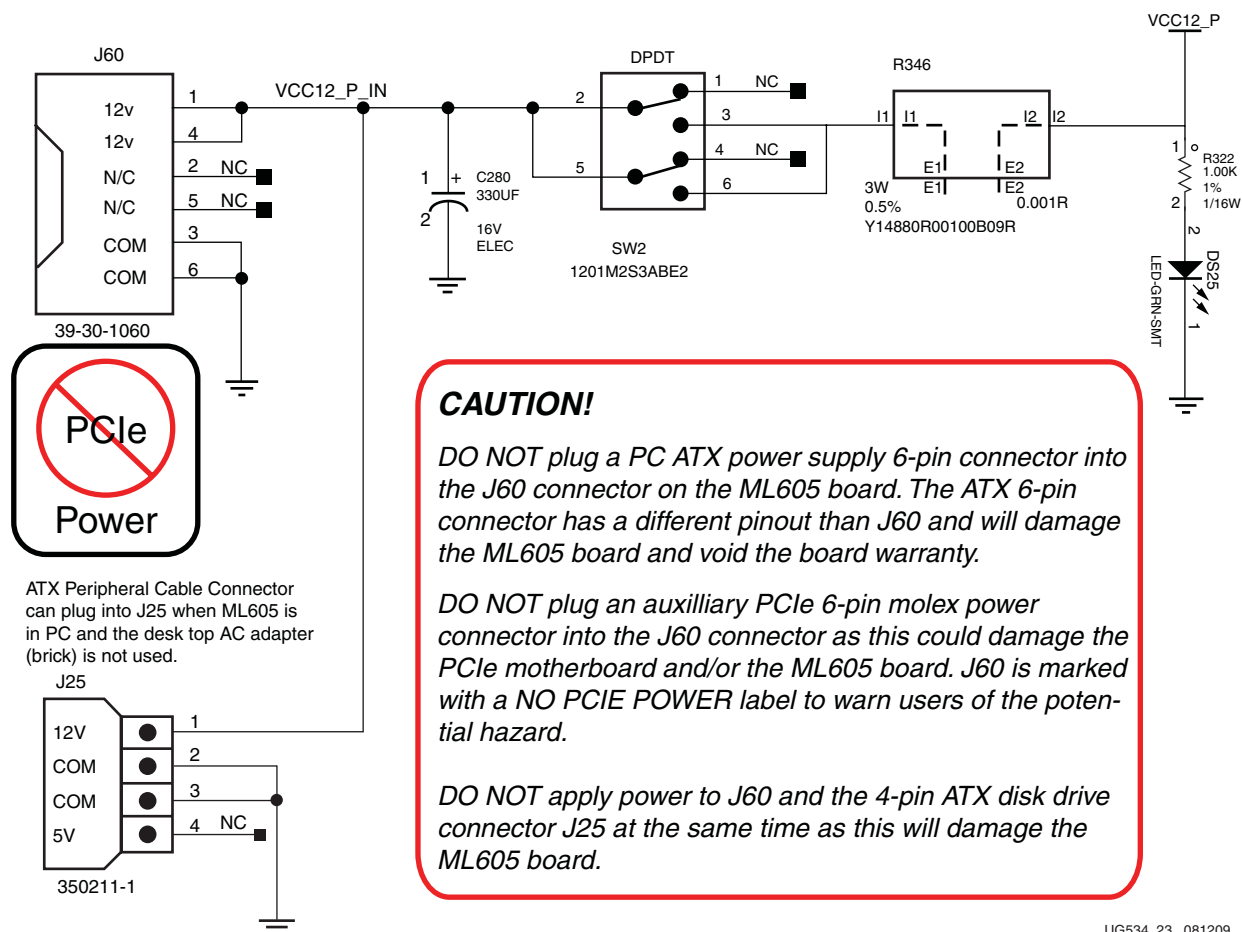 J60
12v
12v
N/C
N/C
COM
COM
1
4
2 NC
5 NC
3
6
39-30-1060
VCC12_P_IN
1 +
2
C280
330UF
16V
ELEC
DPDT
2
5
1 NC
3
4 NC
6
SW2
1201M2S3ABE2
R346
I1 I1
I2 I2
E1
E1
E2
E2
3W
0.5%
0.001R
Y14880R00100B09R
VCC12_P
1
2
R322
1.00K
1%
1/16W
2
DS25
LED-GRN-SMT
1
PCIe
Power
ATX Peripheral Cable Connector
can plug into J25 when ML605 is
in PC and the desk top AC adapter
(brick) is not used.
J25
12V
COM
COM
5V
1
2
3
4 NC
350211-1
CAUTION!
DO NOT plug a PC ATX power supply 6-pin connector into
the J60 connector on the ML605 board. The ATX 6-pin
connector has a different pinout than J60 and will damage
the ML605 board and void the board warranty.
DO NOT plug an auxilliary PCIe 6-pin molex power
connector into the J60 connector as this could damage the
PCIe motherboard and/or the ML605 board. J60 is marked
with a NO PCIE POWER label to warn users of the poten-
tial hazard.
DO NOT apply power to J60 and the 4-pin ATX disk drive
connector J25 at the same time as this will damage the
ML605 board.
UG534_23_081209